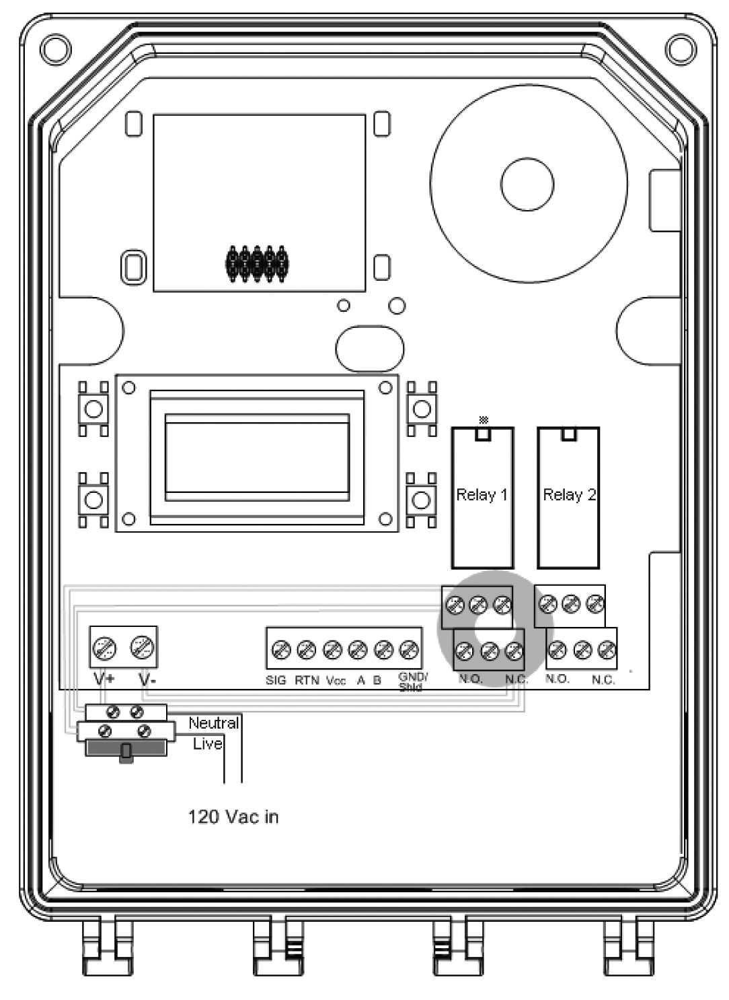 Relay 1 Relay 2
V+ V-
SIG RTN Vcc A B GND/ Shld
N.O. N.C. N.O. N.C.
Neutral
Live
120 Vac in